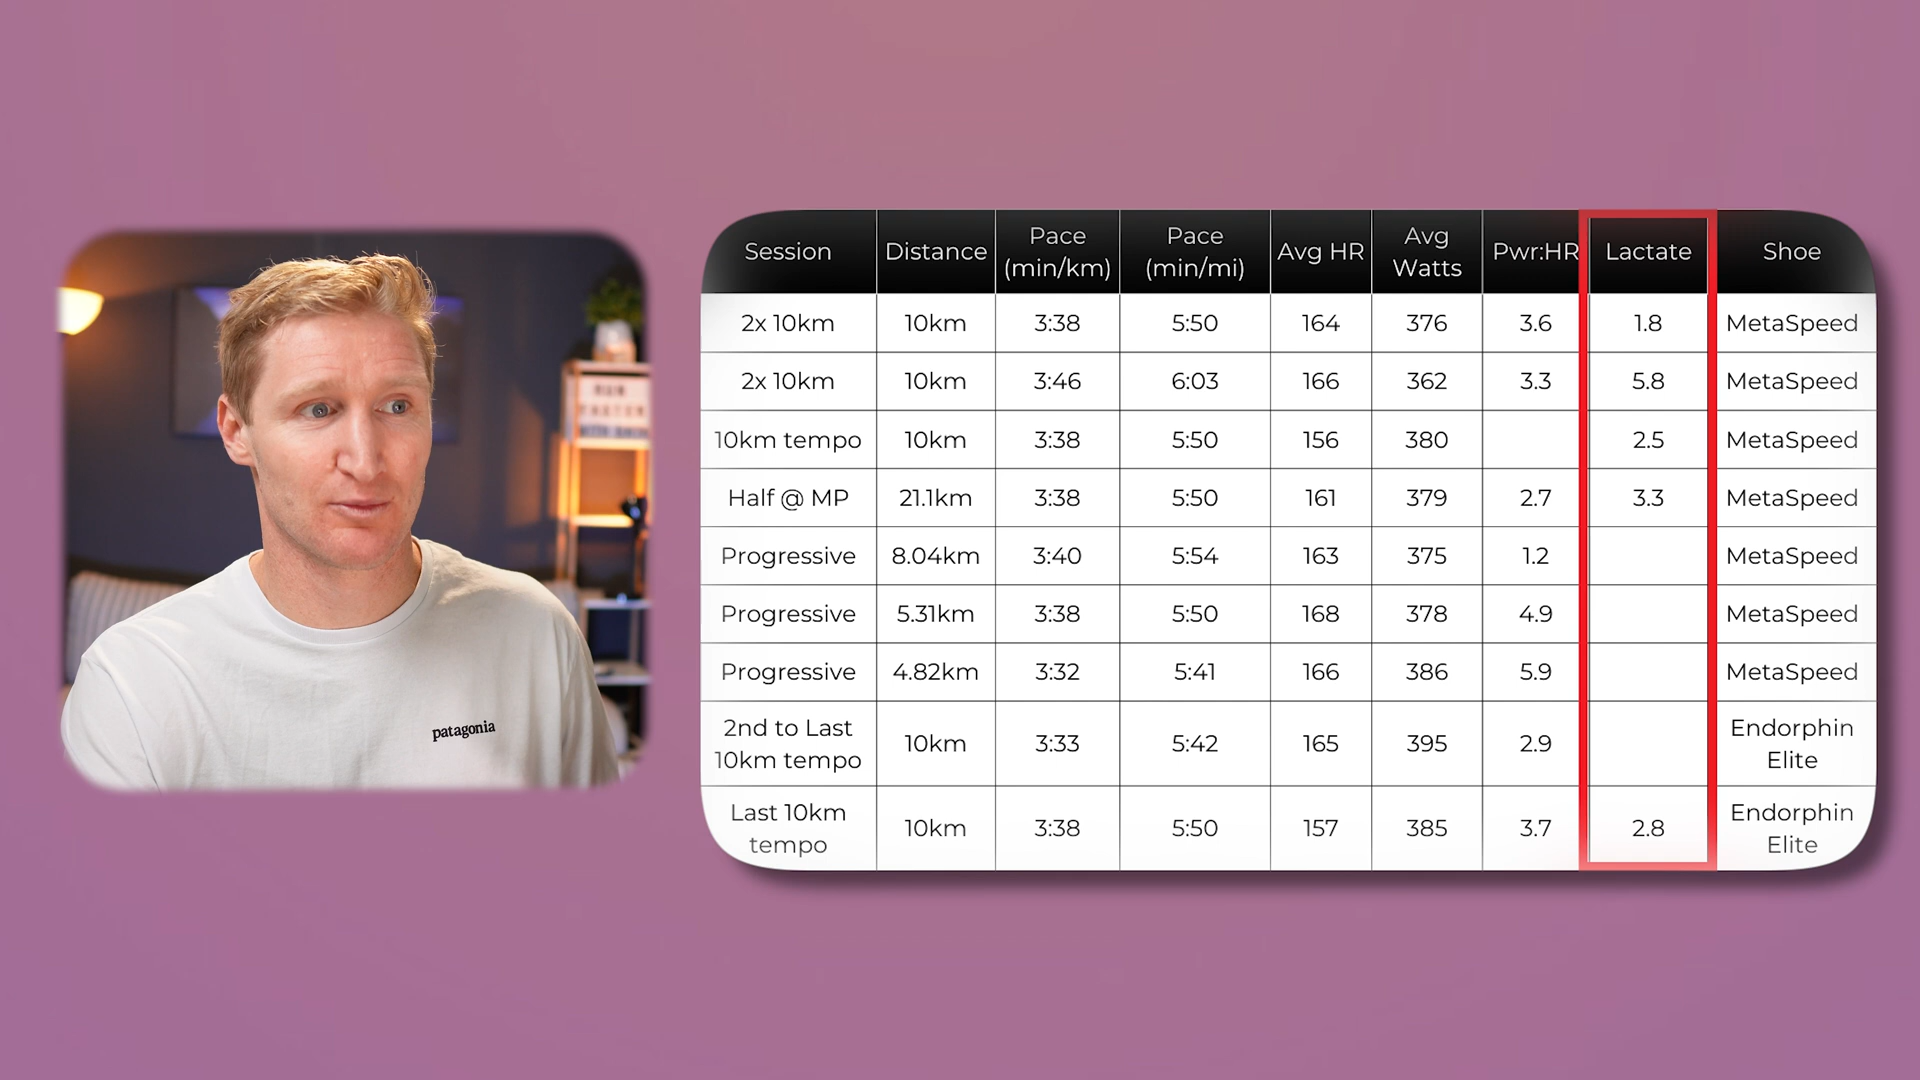 RUN
FASTER
patagonia
Session Distance Pace (min/km) Pace (min/mi) Avg HR Avg Watts Pwr:HR Lactate Shoe
2x 10km 10km 3:38 5:50 164 376 3.6 1.8 MetaSpeed
2x 10km 10km 3:46 6:03 166 362 3.3 5.8 MetaSpeed
10km tempo 10km 3:38 5:50 156 380 2.5 MetaSpeed
Half @ MP 21.1km 3:38 5:50 161 379 2.7 3.3 MetaSpeed
Progressive 8.04km 3:40 5:54 163 375 1.2 MetaSpeed
Progressive 5.31km 3:38 5:50 168 378 4.9 MetaSpeed
Progressive 4.82km 3:32 5:41 166 386 5.9 MetaSpeed
2nd to Last 10km tempo 10km 3:33 5:42 165 395 2.9 Endorphin Elite
Last 10km tempo 10km 3:38 5:50 157 385 3.7 2.8 Endorphin Elite